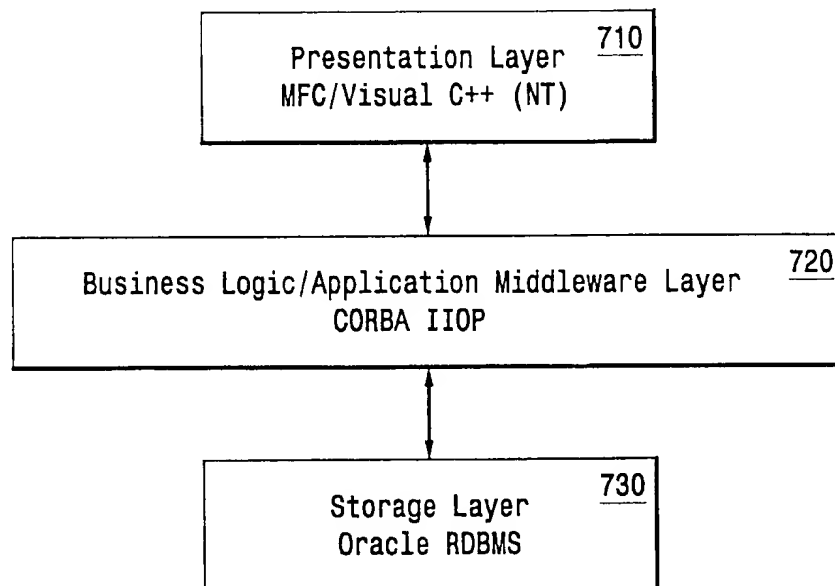 710
Presentation Layer
MFC/Visual C++ (NT)
720
Business Logic/Application Middleware Layer
CORBA IIOP
730
Storage Layer
Oracle RDBMS